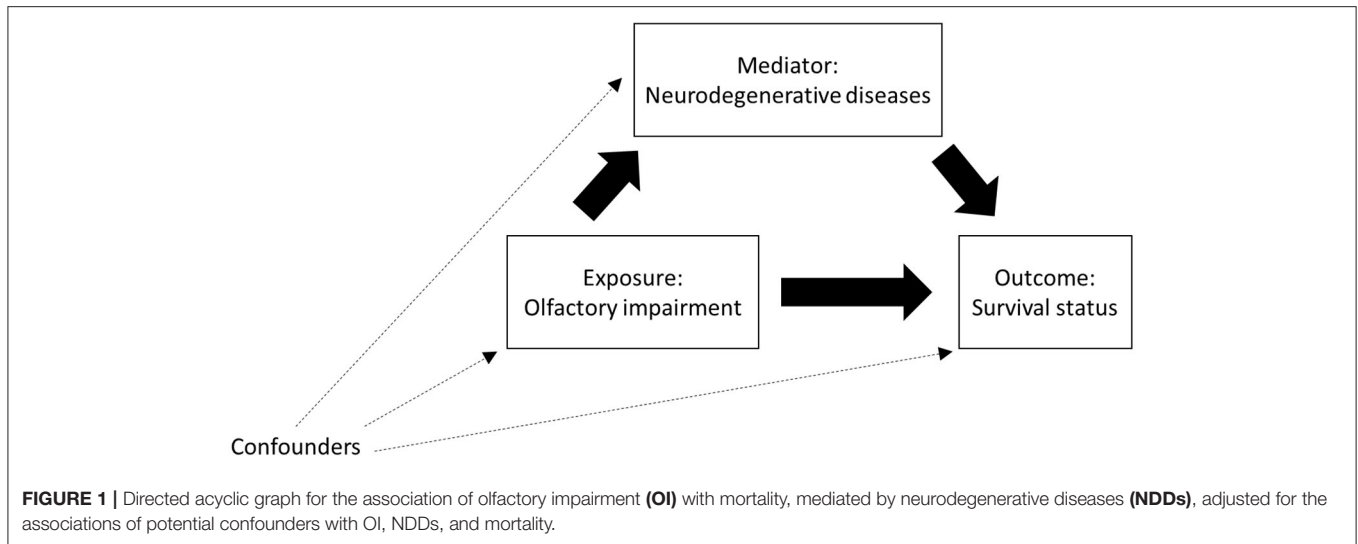 Mediator:
Neurodegenerative diseases
Exposure:
Olfactory impairment
Outcome:
Survival status
Confounders
FIGURE 1 | Directed acyclic graph for the association of olfactory impairment (OI) with mortality, mediated by neurodegenerative diseases (NDDs), adjusted for the
associations of potential confounders with OI, NDDs, and mortality.